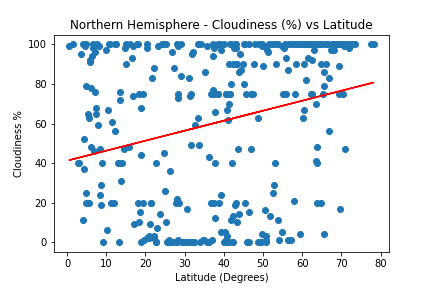 Northern Hemisphere - Cloudiness (%) vs Latitude
100
80
60
40
20
0
Cloudiness %
0 10 20 30 40 50 60 70 80
Latitude (Degrees)